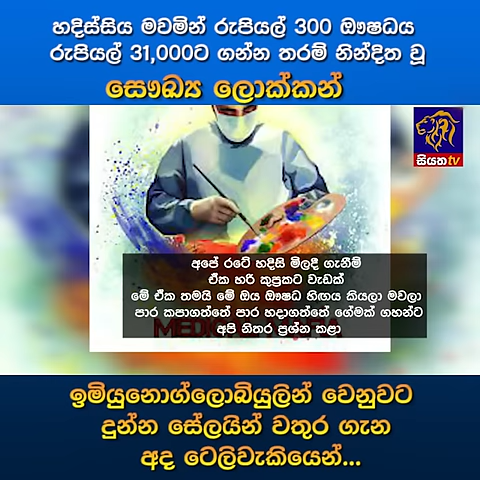 හදිස්සිය මවමින් රුපියල් 300 ඖෂධය
රුපියල් 31,000ට ගන්න තරම් නින්දිත වූ
සෞඛ්‍ය ලොක්කන්
සියත tv
අපේ රටේ හදිසි මිලදී ගැනීම්
ඒක හරි කුප්‍රකට වැඩක්
මේ ඒක තමයි මේ ඔය ඖෂධ හිඟය කියලා මවලා
පාර කපාගත්තේ පාර හදාගත්තේ ගේමක් ගහන්ට
අපි නිතර ප්‍රශ්න කළා
ඉම්යුනොග්ලොබියුලින් වෙනුවට
දුන්න සේලයින් වතුර ගැන
අද ටෙලිවැකියෙන්...